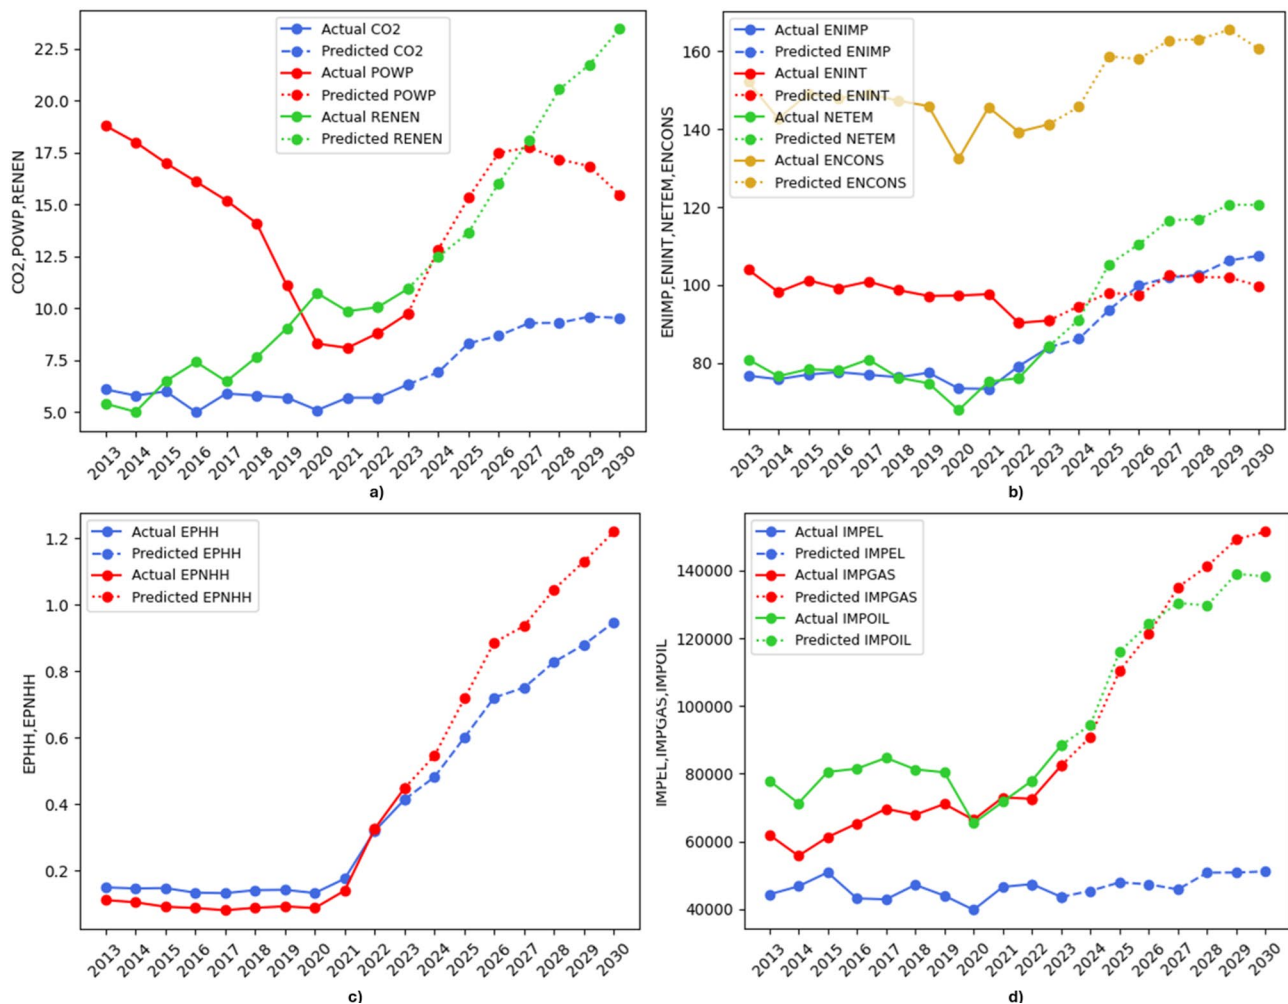 CO2,POWP,RENEN
Actual CO2
Predicted CO2
Actual POWP
Predicted POWP
Actual RENEN
Predicted RENEN
22.5
20.0
17.5
15.0
12.5
10.0
7.5
5.0
2013 2014 2015 2016 2017 2018 2019 2020 2021 2022 2023 2024 2025 2026 2027 2028 2029 2030
a)
ENIMP,ENINT,NETEM,ENCONS
Actual ENIMP
Predicted ENIMP
Actual ENINT
Predicted ENINT
Actual NETEM
Predicted NETEM
Actual ENCONS
Predicted ENCONS
160
140
120
100
80
2013 2014 2015 2016 2017 2018 2019 2020 2021 2022 2023 2024 2025 2026 2027 2028 2029 2030
b)
EPHH,EPNHH
Actual EPHH
Predicted EPHH
Actual EPNHH
Predicted EPNHH
1.2
1.0
0.8
0.6
0.4
0.2
2013 2014 2015 2016 2017 2018 2019 2020 2021 2022 2023 2024 2025 2026 2027 2028 2029 2030
c)
IMPEL,IMPGAS,IMPOIL
Actual IMPEL
Predicted IMPEL
Actual IMPGAS
Predicted IMPGAS
Actual IMPOIL
Predicted IMPOIL
140000
120000
100000
80000
60000
40000
2013 2014 2015 2016 2017 2018 2019 2020 2021 2022 2023 2024 2025 2026 2027 2028 2029 2030
d)